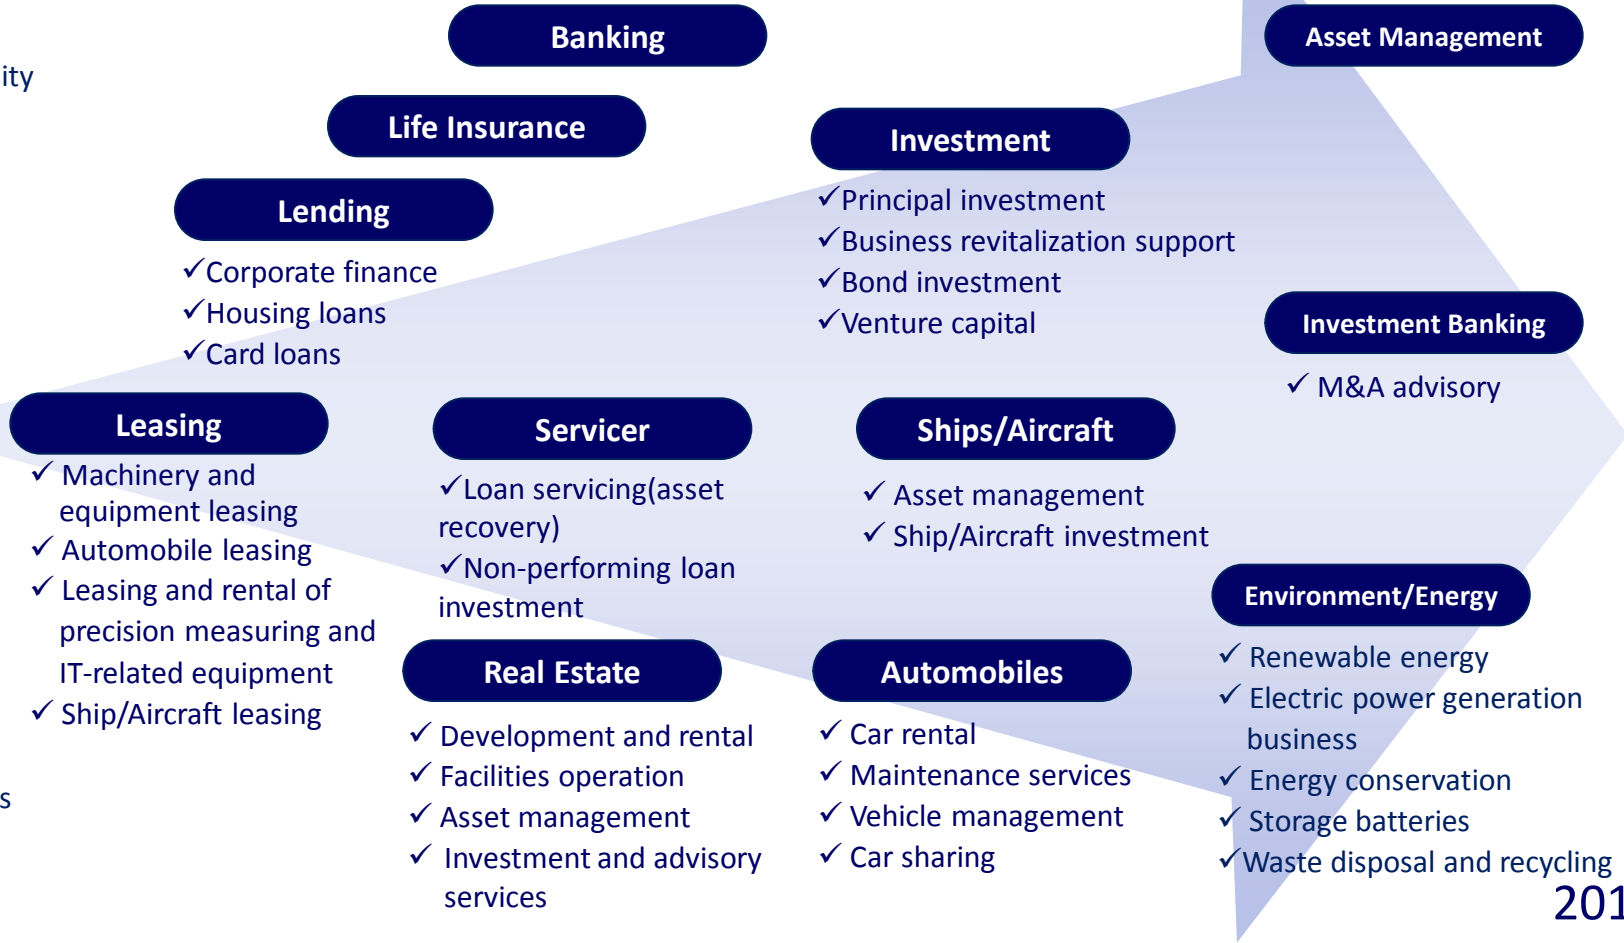 Banking
Asset Management
ity
Life Insurance
Investment
✓Principal investment
✓Business revitalization support
✓Bond investment
✓Venture capital
Lending
✓Corporate finance
✓Housing loans
✓Card loans
Investment Banking
✓ M&A advisory
Leasing
✓ Machinery and
equipment leasing
✓ Automobile leasing
✓ Leasing and rental of
precision measuring and
IT-related equipment
✓ Ship/Aircraft leasing
Servicer
✓Loan servicing(asset
recovery)
✓Non-performing loan
investment
Ships/Aircraft
✓ Asset management
✓ Ship/Aircraft investment
Environment/Energy
✓ Renewable energy
✓ Electric power generation
business
✓ Energy conservation
✓ Storage batteries
✓Waste disposal and recycling
Real Estate
✓ Development and rental
✓ Facilities operation
✓ Asset management
✓ Investment and advisory
services
Automobiles
✓ Car rental
✓ Maintenance services
✓ Vehicle management
✓ Car sharing
s
201